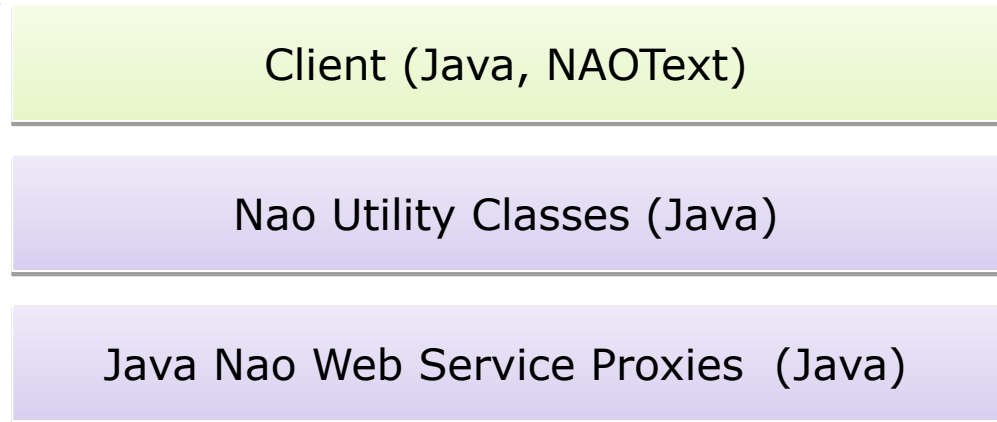 Client (Java, NAOText)
Nao Utility Classes (Java)
Java Nao Web Service Proxies  (Java)